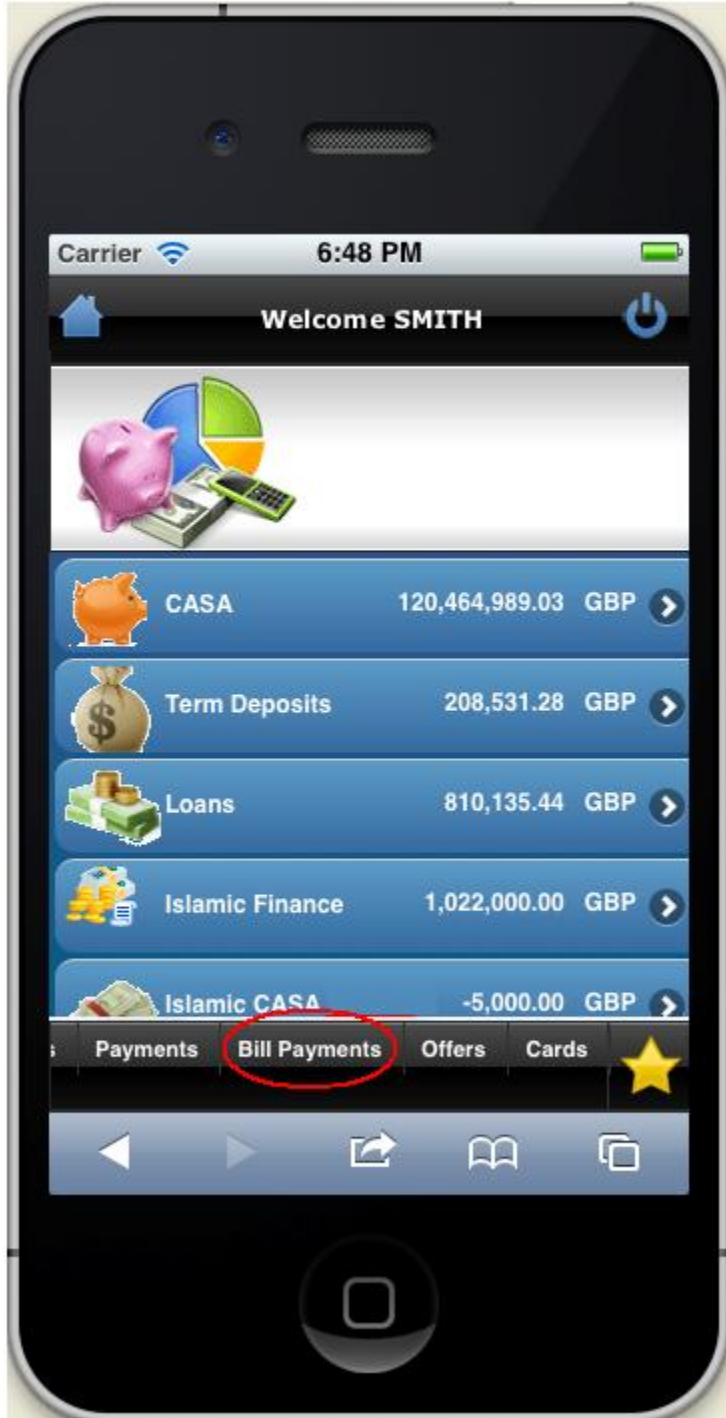 Carrier 6:48 PM
Welcome SMITH
CASA 120,464,989.03 GBP
Term Deposits 208,531.28 GBP
Loans 810,135.44 GBP
Islamic Finance 1,022,000.00 GBP
Islamic CASA -5,000.00 GBP
s Payments Bill Payments Offers Cards